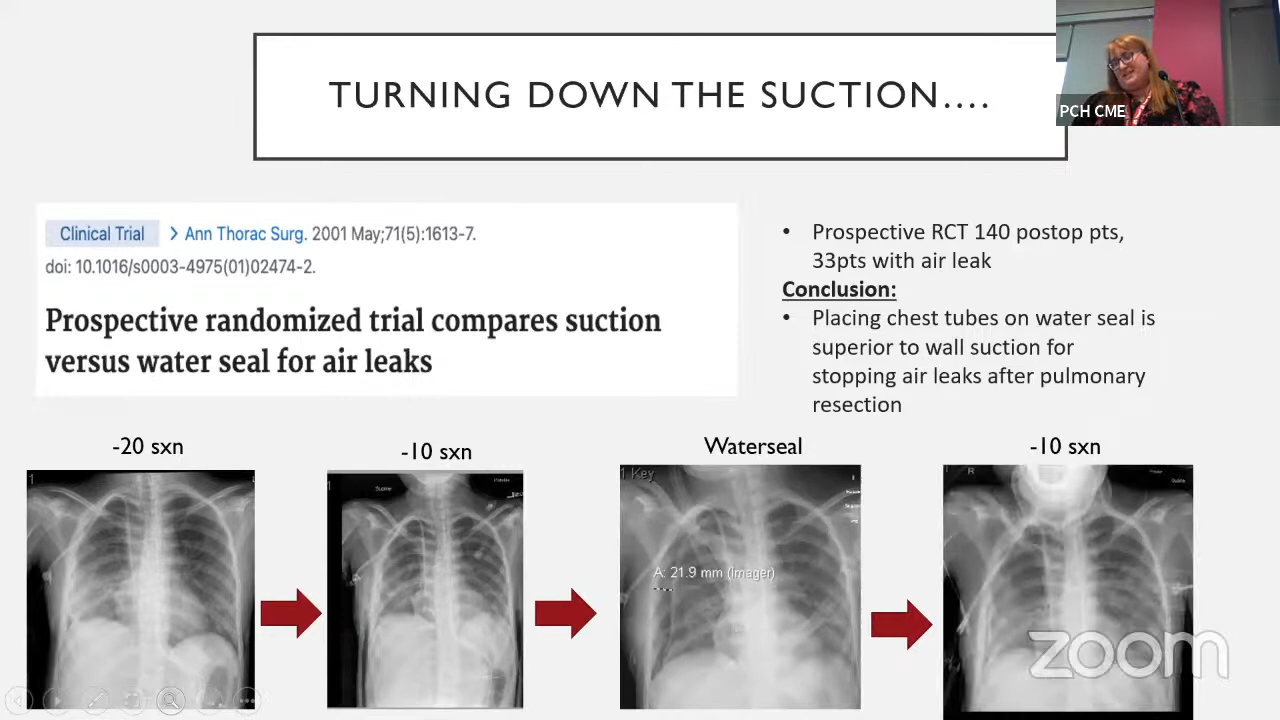 TURNING DOWN THE SUCTION....
PCH CME
Clinical Trial > Ann Thorac Surg. 2001 May;71(5):1613-7.
doi: 10.1016/s0003-4975(01)02474-2.
Prospective randomized trial compares suction
versus water seal for air leaks
• Prospective RCT 140 postop pts,
33pts with air leak
Conclusion:
• Placing chest tubes on water seal is
superior to wall suction for
stopping air leaks after pulmonary
resection
-20 sxn
-10 sxn
Waterseal
-10 sxn
1 Key
A: 21.9 mm (Imager)
R
zoom